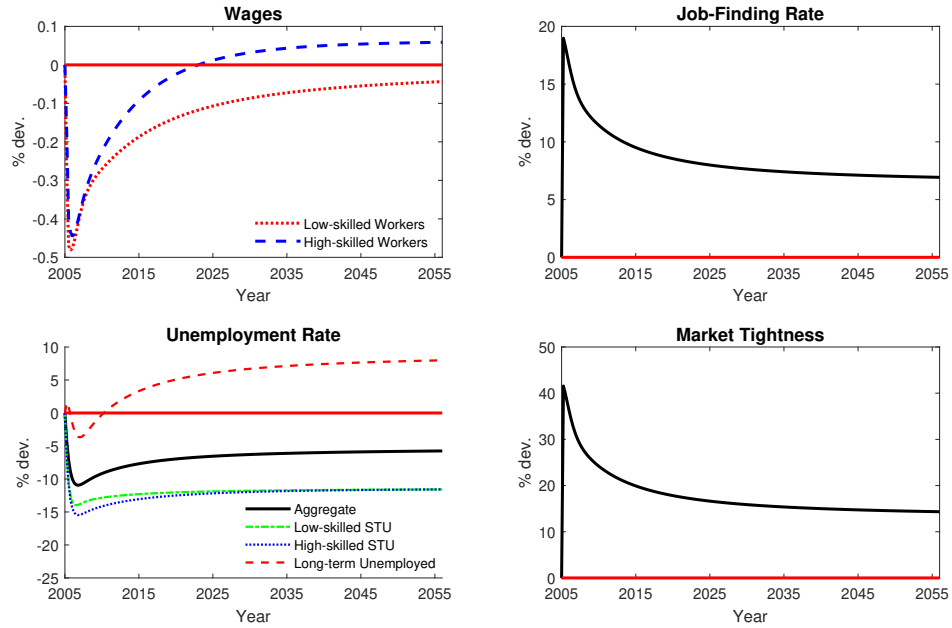 Wages
0.1
0
-0.1
-0.2
-0.3
-0.4
-0.5
% dev.
Low-skilled Workers
High-skilled Workers
2005 2015 2025 2035 2045 2055
Year
Job-Finding Rate
20
15
10
5
0
% dev.
2005 2015 2025 2035 2045 2055
Year
Unemployment Rate
10
5
0
-5
-10
-15
-20
-25
% dev.
Aggregate
Low-skilled STU
High-skilled STU
Long-term Unemployed
2005 2015 2025 2035 2045 2055
Year
Market Tightness
50
40
30
20
10
0
% dev.
2005 2015 2025 2035 2045 2055
Year